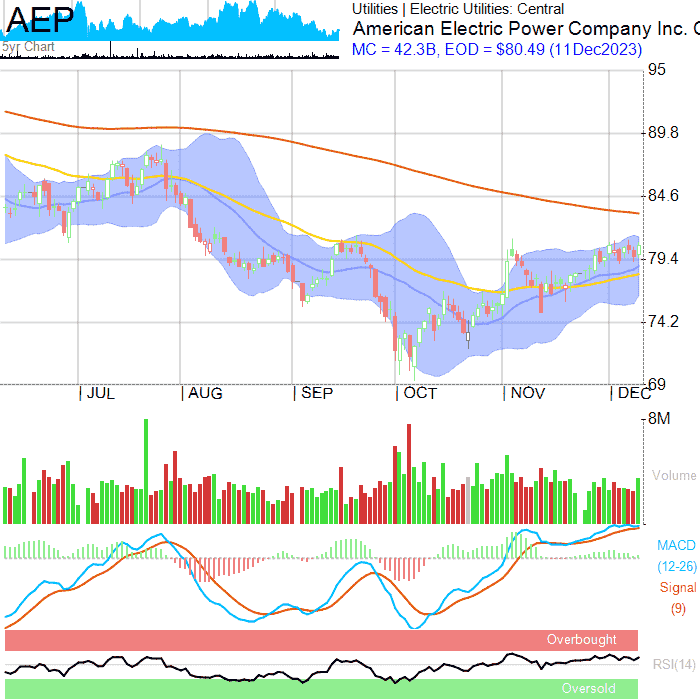 AEP
5yr Chart
Utilities | Electric Utilities: Central
American Electric Power Company Inc. C
MC = 42.3B, EOD = $80.49 (11Dec2023)
95
89.8
84.6
79.4
74.2
69
JUL AUG SEP OCT NOV DEC
8M
Volume
MACD
(12-26)
Signal
(9)
Overbought
RSI(14)
Oversold